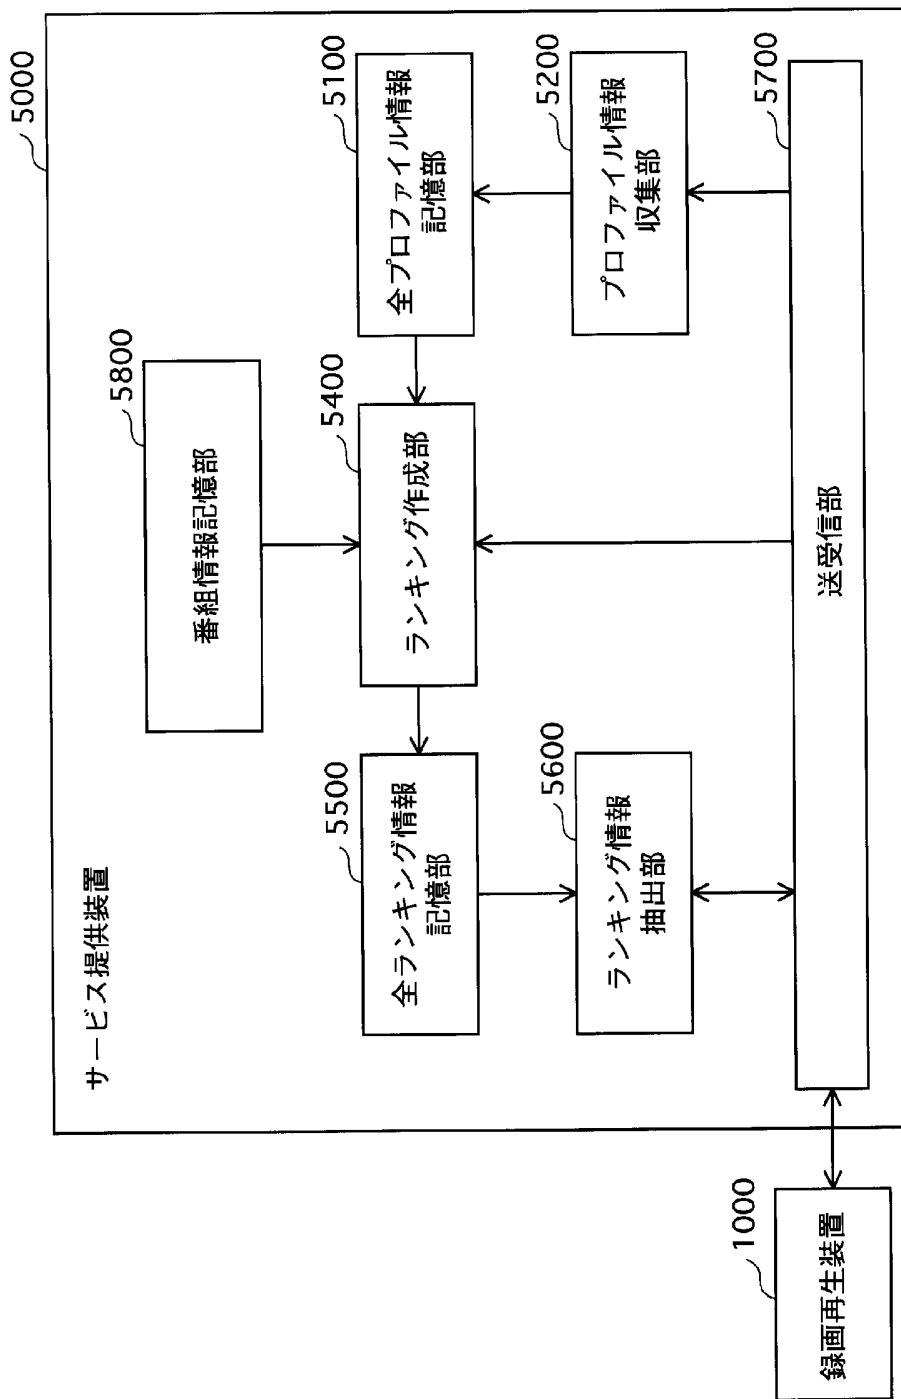 5000
サービス提供装置
5800
番組情報記憶部
5500
全ランキング情報
記憶部
5400
ランキング作成部
5100
全プロファイル情報
記憶部
5600
ランキング情報
抽出部
5200
プロファイル情報
収集部
5700
送受信部
1000
録画再生装置